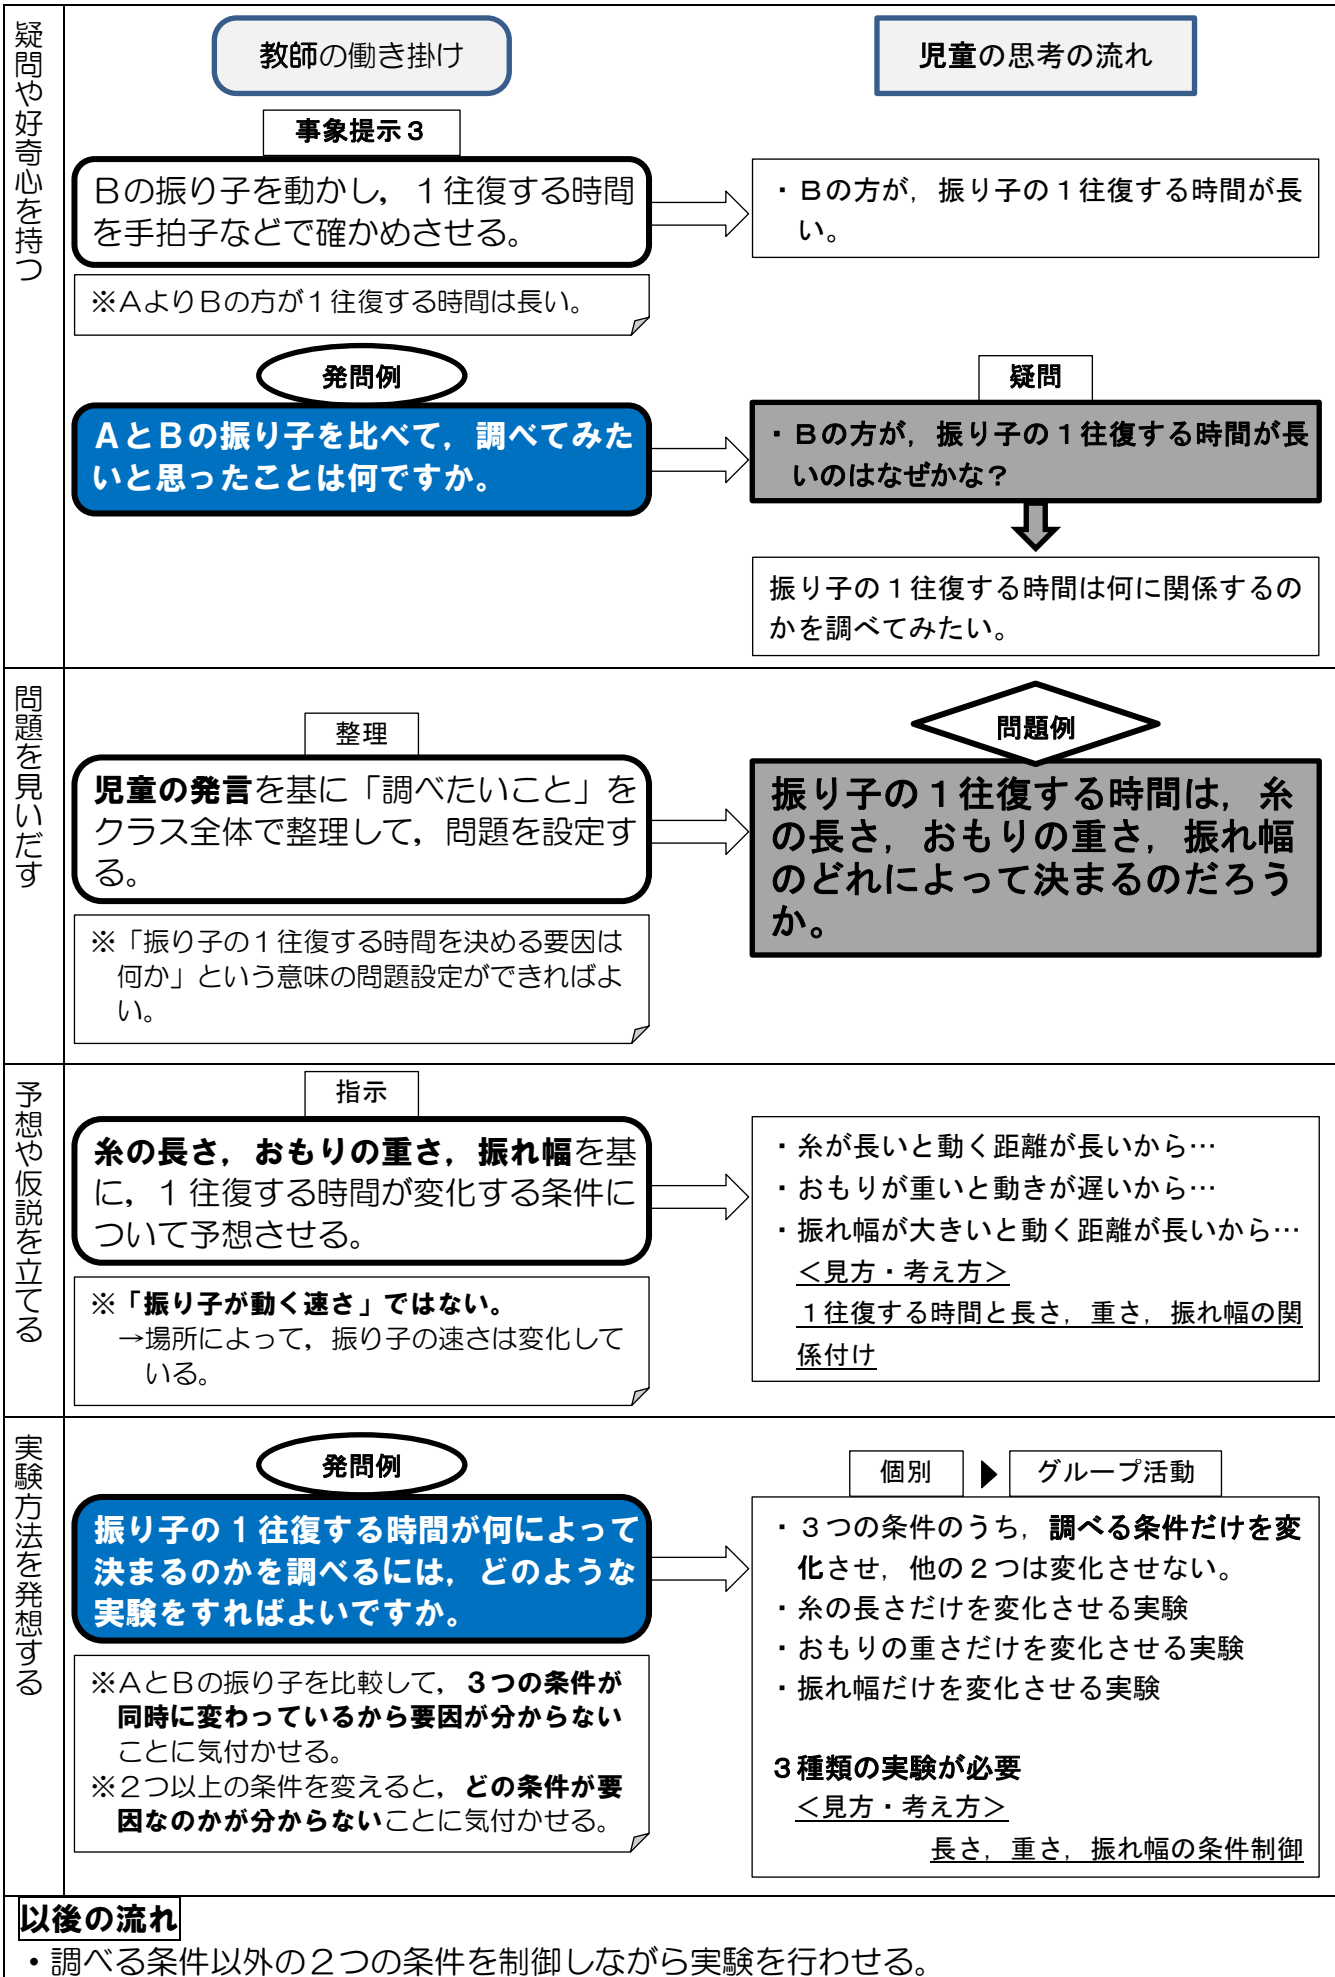 疑問や好奇心を持つ
教師の働き掛け
児童の思考の流れ
事象提示３
Ｂの振り子を動かし，１往復する時間
を手拍子などで確かめさせる。
・Ｂの方が，振り子の１往復する時間が長
い。
※ＡよりＢの方が１往復する時間は長い。
発問例
ＡとＢの振り子を比べて，調べてみた
いと思ったことは何ですか。
疑問
・Ｂの方が，振り子の１往復する時間が長
いのはなぜかな？
振り子の１往復する時間は何に関係するの
かを調べてみたい。
問題を見いだす
整理
児童の発言を基に「調べたいこと」を
クラス全体で整理して，問題を設定す
る。
※「振り子の１往復する時間を決める要因は
何か」という意味の問題設定ができればよ
い。
問題例
振り子の１往復する時間は，糸
の長さ，おもりの重さ，振れ幅
のどれによって決まるのだろう
か。
予想や仮説を立てる
指示
糸の長さ，おもりの重さ，振れ幅を基
に，１往復する時間が変化する条件に
ついて予想させる。
※「振り子が動く速さ」ではない。
→場所によって，振り子の速さは変化して
いる。
・糸が長いと動く距離が長いから…
・おもりが重いと動きが遅いから…
・振れ幅が大きいと動く距離が長いから…
＜見方・考え方＞
１往復する時間と長さ，重さ，振れ幅の関
係付け
実験方法を発想する
発問例
振り子の１往復する時間が何によって
決まるのかを調べるには，どのような
実験をすればよいですか。
※ＡとＢの振り子を比較して，３つの条件が
同時に変わっているから要因が分からない
ことに気付かせる。
※２つ以上の条件を変えると，どの条件が要
因なのかが分からないことに気付かせる。
個別 ▶ グループ活動
・３つの条件のうち，調べる条件だけを変
化させ，他の２つは変化させない。
・糸の長さだけを変化させる実験
・おもりの重さだけを変化させる実験
・振れ幅だけを変化させる実験
３種類の実験が必要
＜見方・考え方＞
長さ，重さ，振れ幅の条件制御
以後の流れ
・調べる条件以外の２つの条件を制御しながら実験を行わせる。